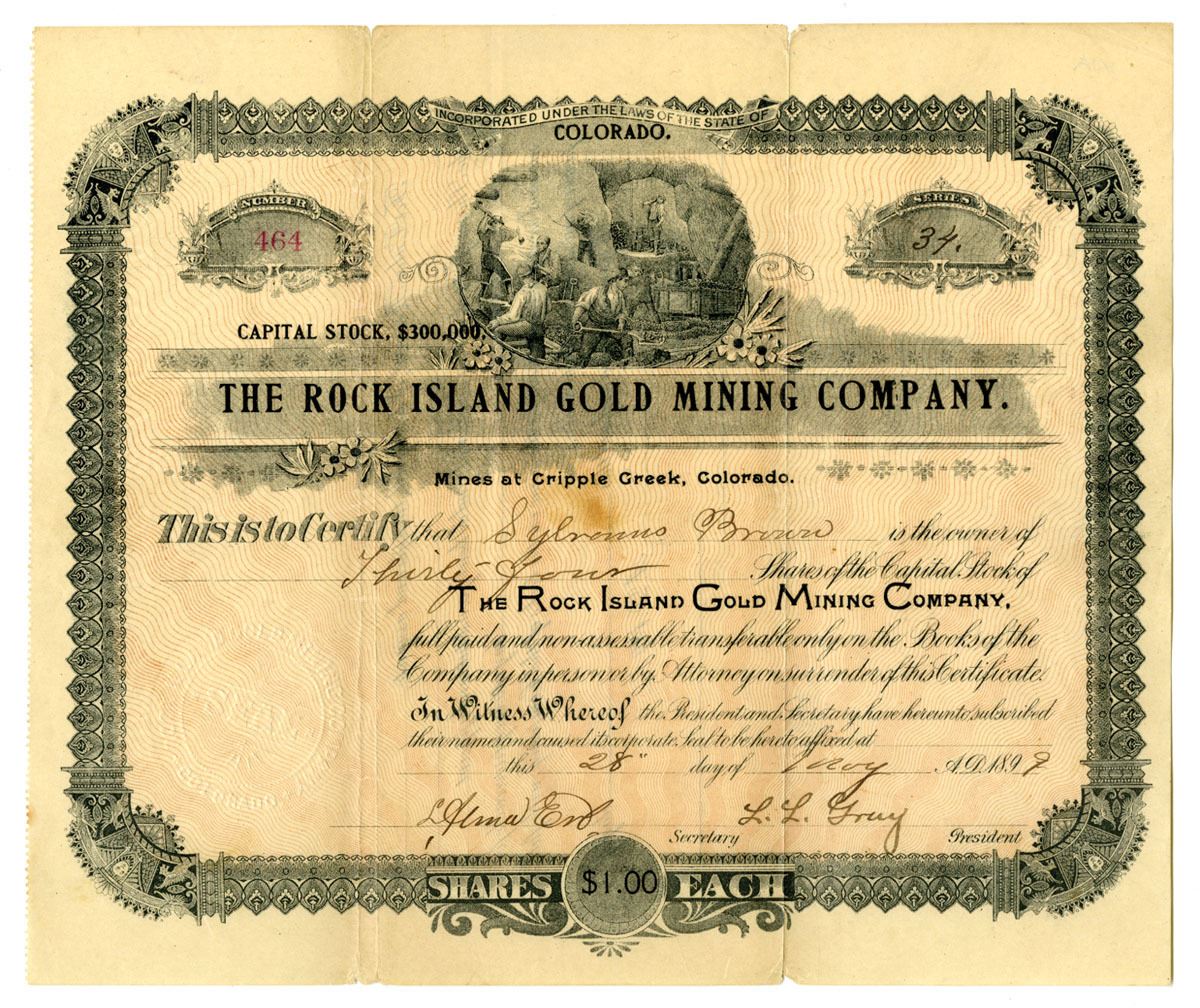 INCORPORATED UNDER THE LAWS OF THE STATE OF
COLORADO.
NUMBER
464
SERIES
34.
CAPITAL STOCK, $300,000.
THE ROCK ISLAND GOLD MINING COMPANY.
Mines at Cripple Creek, Colorado.
This is to Certify that Sylvanus Brown is the owner of
Thirty Four Shares of the Capital Stock of
THE ROCK ISLAND GOLD MINING COMPANY,
full paid and non-assessable transferable only on the Books of the
Company in person or by Attorney on surrender of this Certificate.
In Witness Whereof the President and Secretary have hereunto subscribed
their names and caused its corporate Seal to be hereto affixed at
this 28" day of Nov A.D. 1899
L. L. Gray
Secretary President
SHARES $1.00 EACH